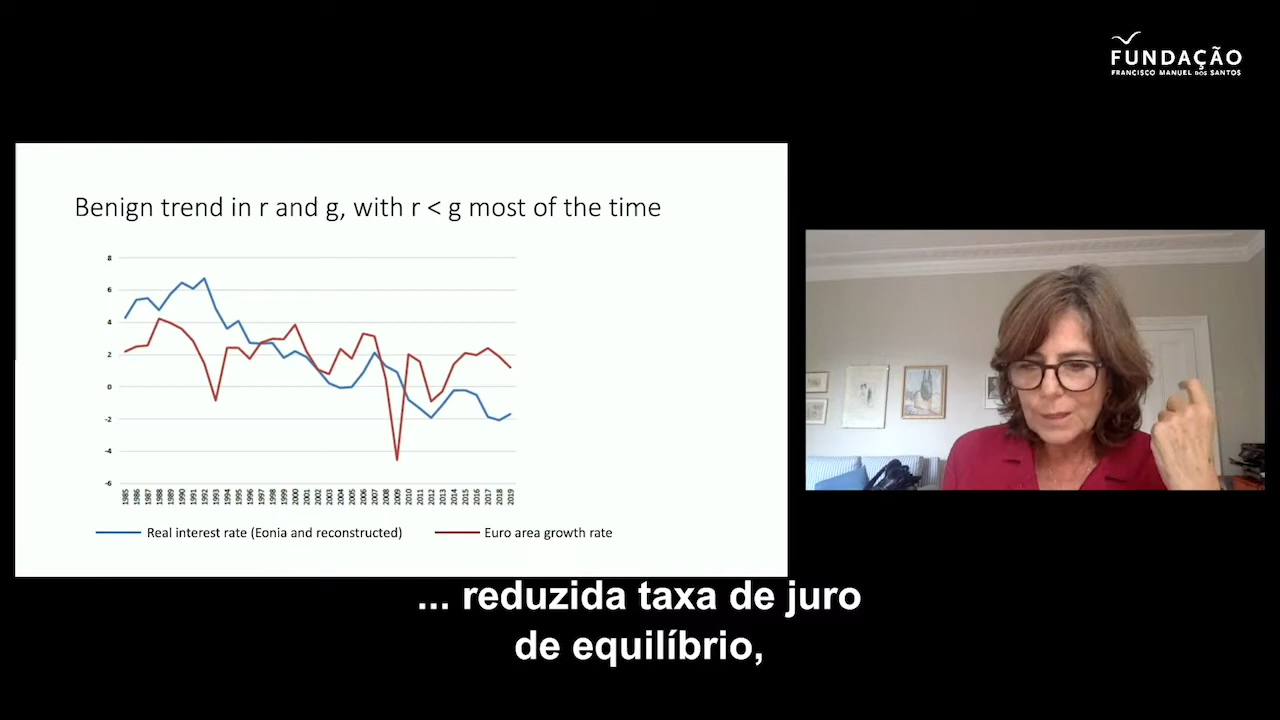 FUNDAÇÃO
FRANCISCO MANUEL DOS SANTOS
Benign trend in r and g, with r < g most of the time
8
6
4
2
0
-2
-4
-6
1985 1986 1987 1988 1989 1990 1991 1992 1993 1994 1995 1996 1997 1998 1999 2000 2001 2002 2003 2004 2005 2006 2007 2008 2009 2010 2011 2012 2013 2014 2015 2016 2017 2018 2019
Real interest rate (Eonia and reconstructed) Euro area growth rate
... reduzida taxa de juro
de equilíbrio,